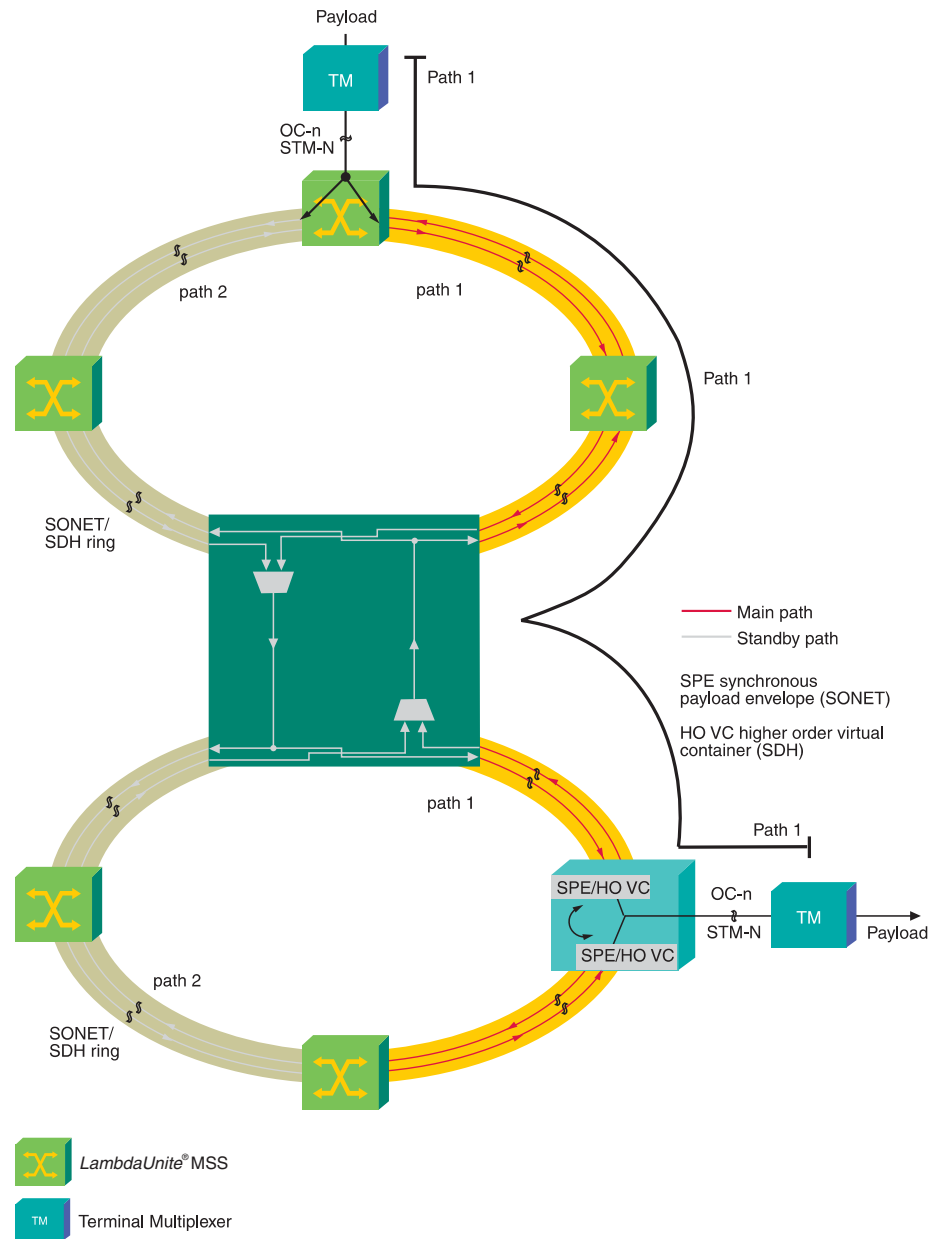 Payload
TM
Path 1
OC-n
STM-N
path 2
path 1
Path 1
SONET/
SDH ring
Main path
Standby path
SPE synchronous
payload envelope (SONET)
HO VC higher order virtual
container (SDH)
path 1
Path 1
SPE/HO VC
OC-n
STM-N
TM
Payload
SPE/HO VC
path 2
SONET/
SDH ring
LambdaUnite® MSS
TM
Terminal Multiplexer